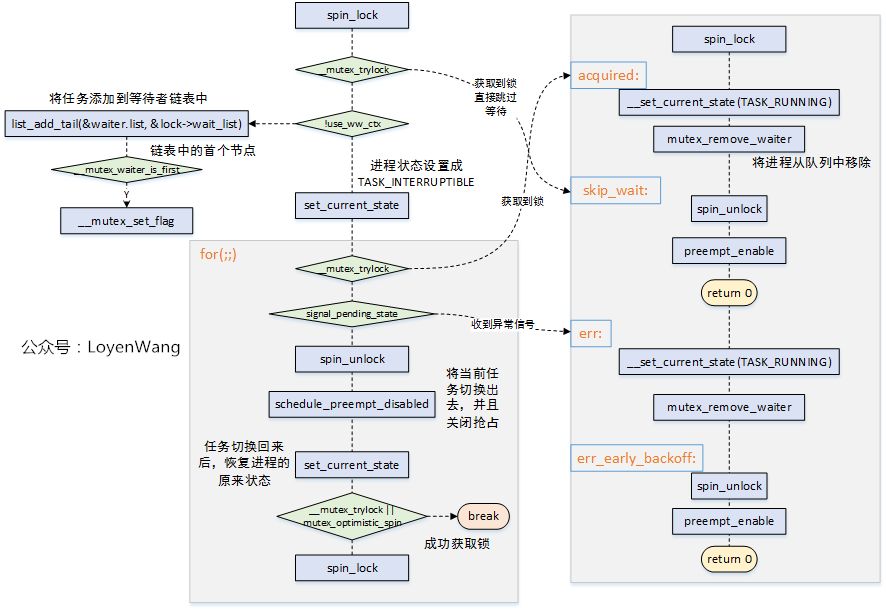 spin_lock
__mutex_trylock
获取到锁
直接跳过
等待
将任务添加到等待者链表中
list_add_tail(&waiter.list, &lock->wait_list)
!use_ww_ctx
链表中的首个节点
__mutex_waiter_is_first
Y
__mutex_set_flag
进程状态设置成
TASK_INTERRUPTIBLE
set_current_state
获取到锁
for(;;)
__mutex_trylock
signal_pending_state
收到异常信号
spin_unlock
schedule_preempt_disabled
将当前任
务切换出
去，并且
关闭抢占
任务切换回来
后，恢复进程的
原来状态
set_current_state
__mutex_trylock ||
mutex_optimistic_spin
break
成功获取锁
spin_lock
公众号：LoyenWang
spin_lock
acquired:
__set_current_state(TASK_RUNNING)
mutex_remove_waiter
将进程从队列中移除
skip_wait:
spin_unlock
preempt_enable
return 0
err:
__set_current_state(TASK_RUNNING)
mutex_remove_waiter
err_early_backoff:
spin_unlock
preempt_enable
return 0